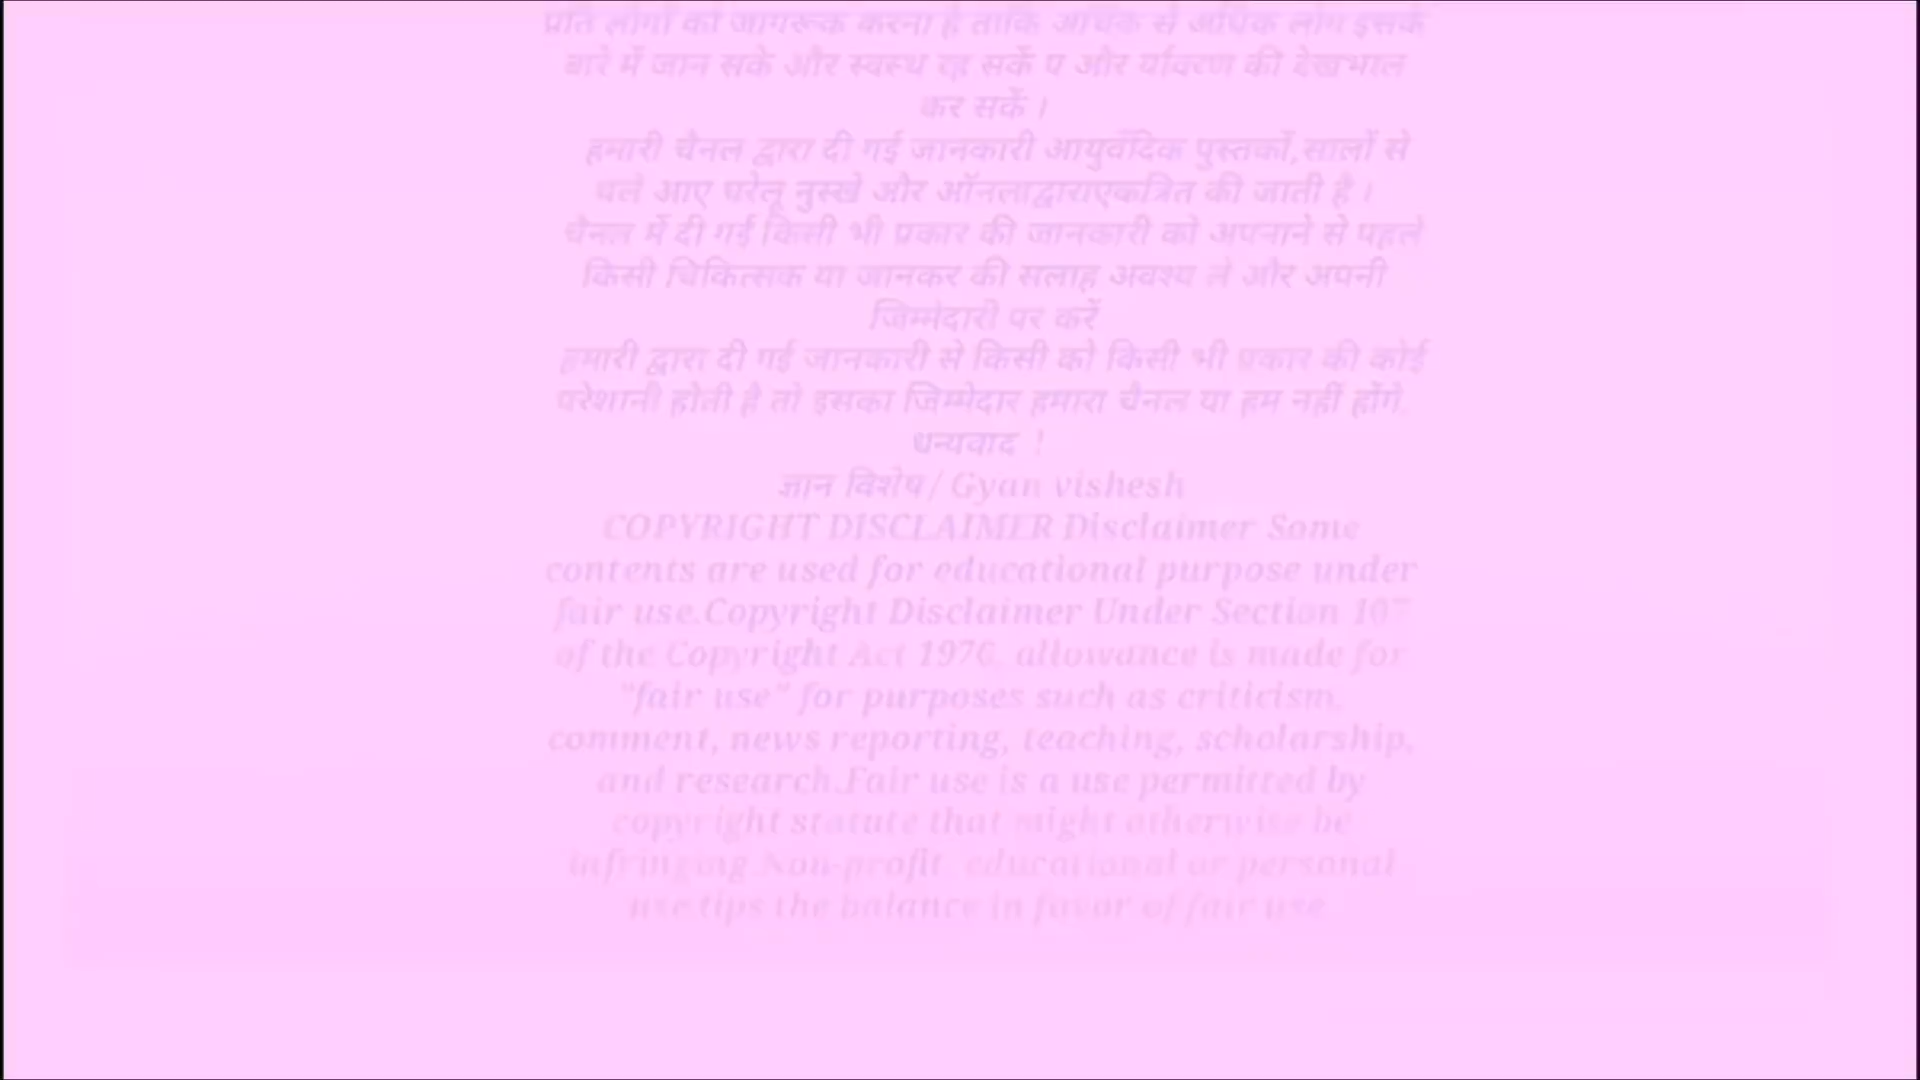 प्रति लोगों को जागरूक करना है ताकि अधिक से अधिक लोग इसके
बारे में जान सके और स्वस्थ रह सकें प और र्यावरण की देखभाल
कर सकें ।
हमारी चैनल द्वारा दी गई जानकारी आयुर्वेदिक पुस्तकों,सालों से
चले आए घरेलू नुस्खे और ऑनलाद्वाराएकत्रित की जाती है ।
चैनल में दी गई किसी भी प्रकार की जानकारी को अपनाने से पहले
किसी चिकित्सक या जानकर की सलाह अवश्य ले और अपनी
जिम्मेदारी पर करें
हमारी द्वारा दी गई जानकारी से किसी को किसी भी प्रकार की कोई
परेशानी होती है तो इसका जिम्मेदार हमारा चैनल या हम नहीं होंगे.
धन्यवाद !
ज्ञान विशेष/ Gyan vishesh
COPYRIGHT DISCLAIMER Disclaimer Some
contents are used for educational purpose under
fair use.Copyright Disclaimer Under Section 107
of the Copyright Act 1976, allowance is made for
"fair use" for purposes such as criticism,
comment, news reporting, teaching, scholarship,
and research.Fair use is a use permitted by
copyright statute that might otherwise be
infringing.Non-profit, educational or personal
use tips the balance in favor of fair use